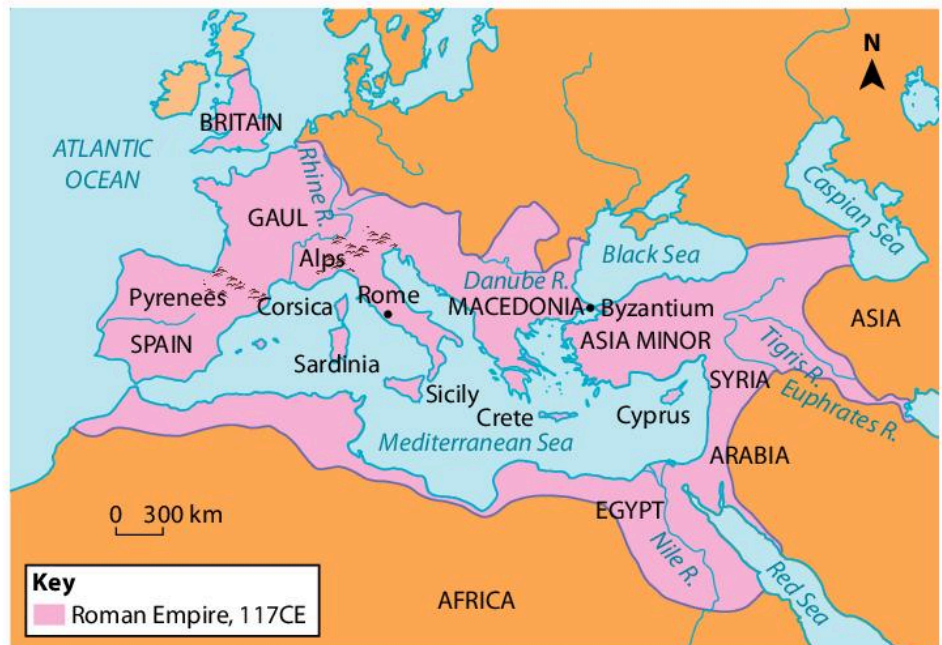 N
BRITAIN
ATLANTIC
OCEAN
Rhine R.
Caspian Sea
GAUL
Alps
Black Sea
Danube R.
Pyrenees
Corsica
Rome
MACEDONIA
Byzantium
ASIA
SPAIN
ASIA MINOR
Tigris R.
Sardinia
SYRIA
Euphrates R.
Sicily
Crete
Cyprus
Mediterranean Sea
ARABIA
0 300 km
EGYPT
Nile R.
Red Sea
Key
Roman Empire, 117CE
AFRICA